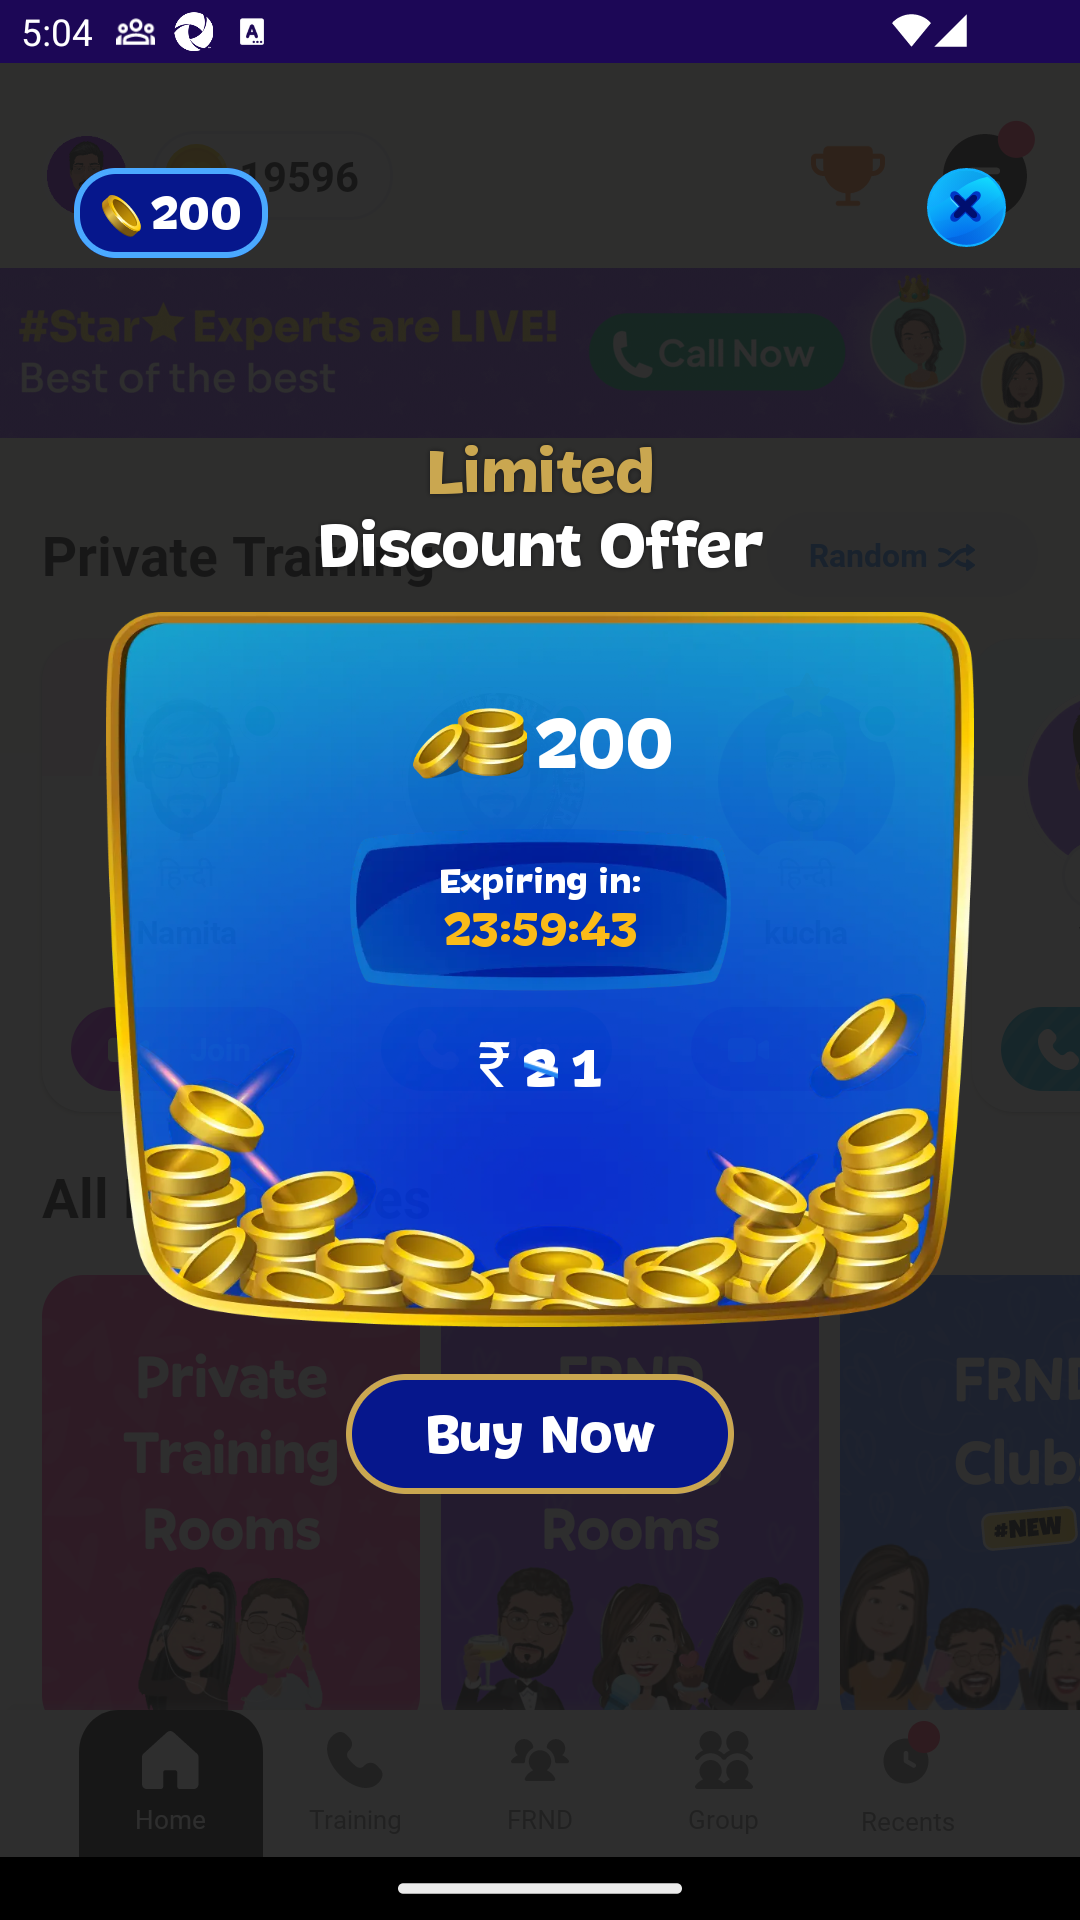 5:04
19596
200
#Star Experts are LIVE!
Best of the best
Call Now
Limited
Discount Offer
Private Training
Random
200
Expiring in:
23:59:43
हिन्दी
हिन्दी
Namita
kucha
Join
₹ 2 1
All
Private
Training
Rooms
FRND
Rooms
FRND
Club
#NEW
Buy Now
Home
Training
FRND
Group
Recents